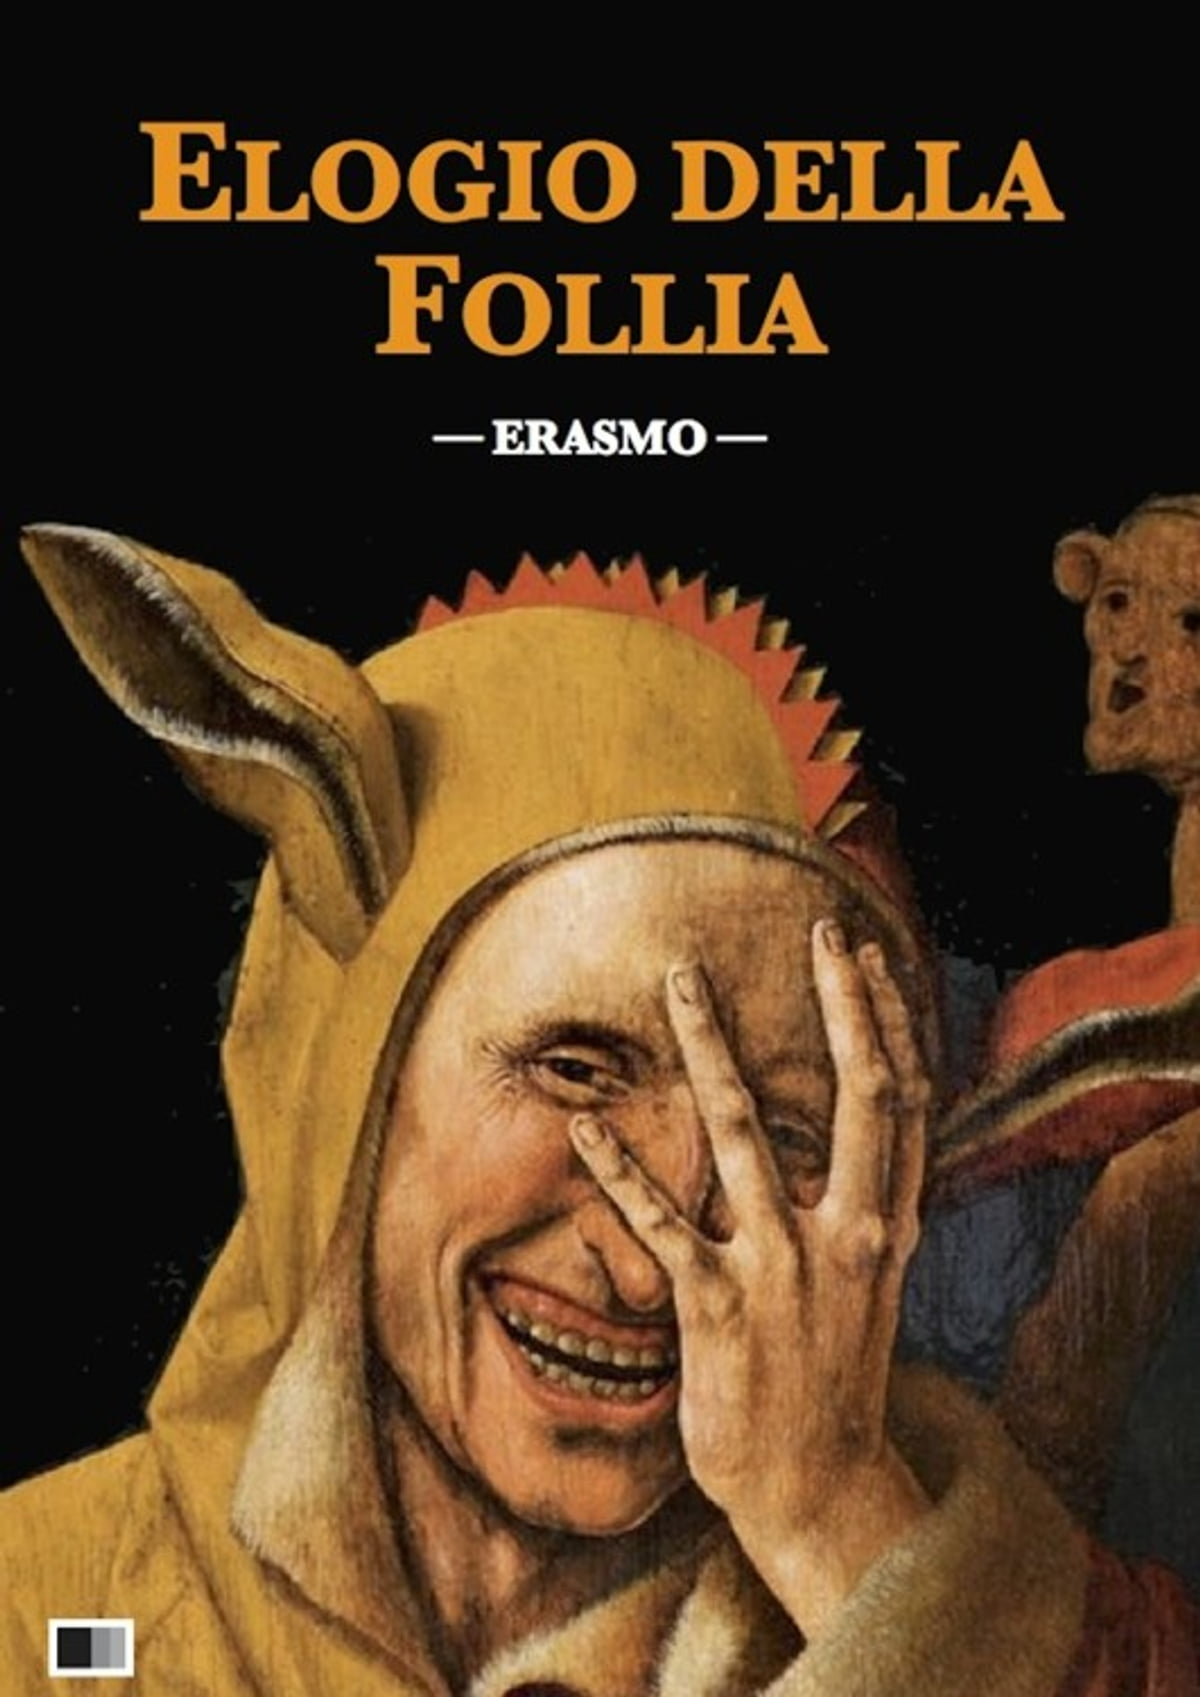 ELOGIO DELLA
FOLLIA
— ERASMO —